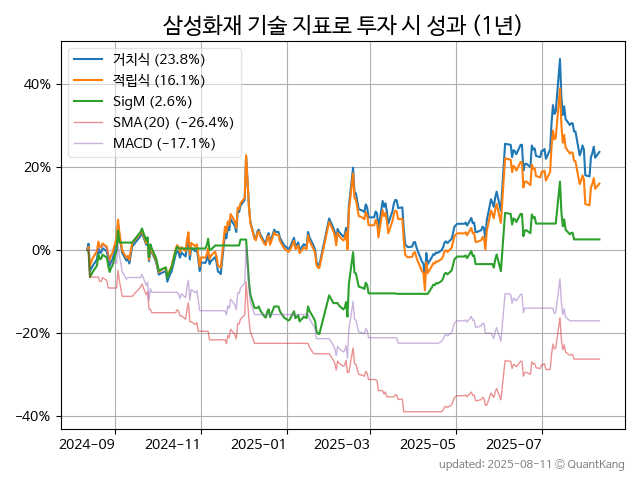 삼성화재 기술 지표로 투자 시 성과 (1년)
거치식 (23.8%)
적립식 (16.1%)
SigM (2.6%)
SMA(20) (−26.4%)
MACD (−17.1%)
40%
20%
0%
−20%
−40%
2024-09 2024-11 2025-01 2025-03 2025-05 2025-07
updated: 2025-08-11 © QuantKang